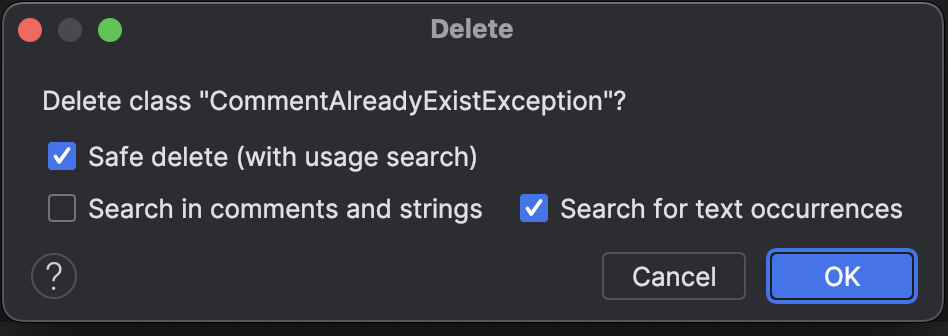 Delete
Delete class "CommentAlreadyExistException"?
Safe delete (with usage search)
Search in comments and strings Search for text occurrences
? Cancel OK